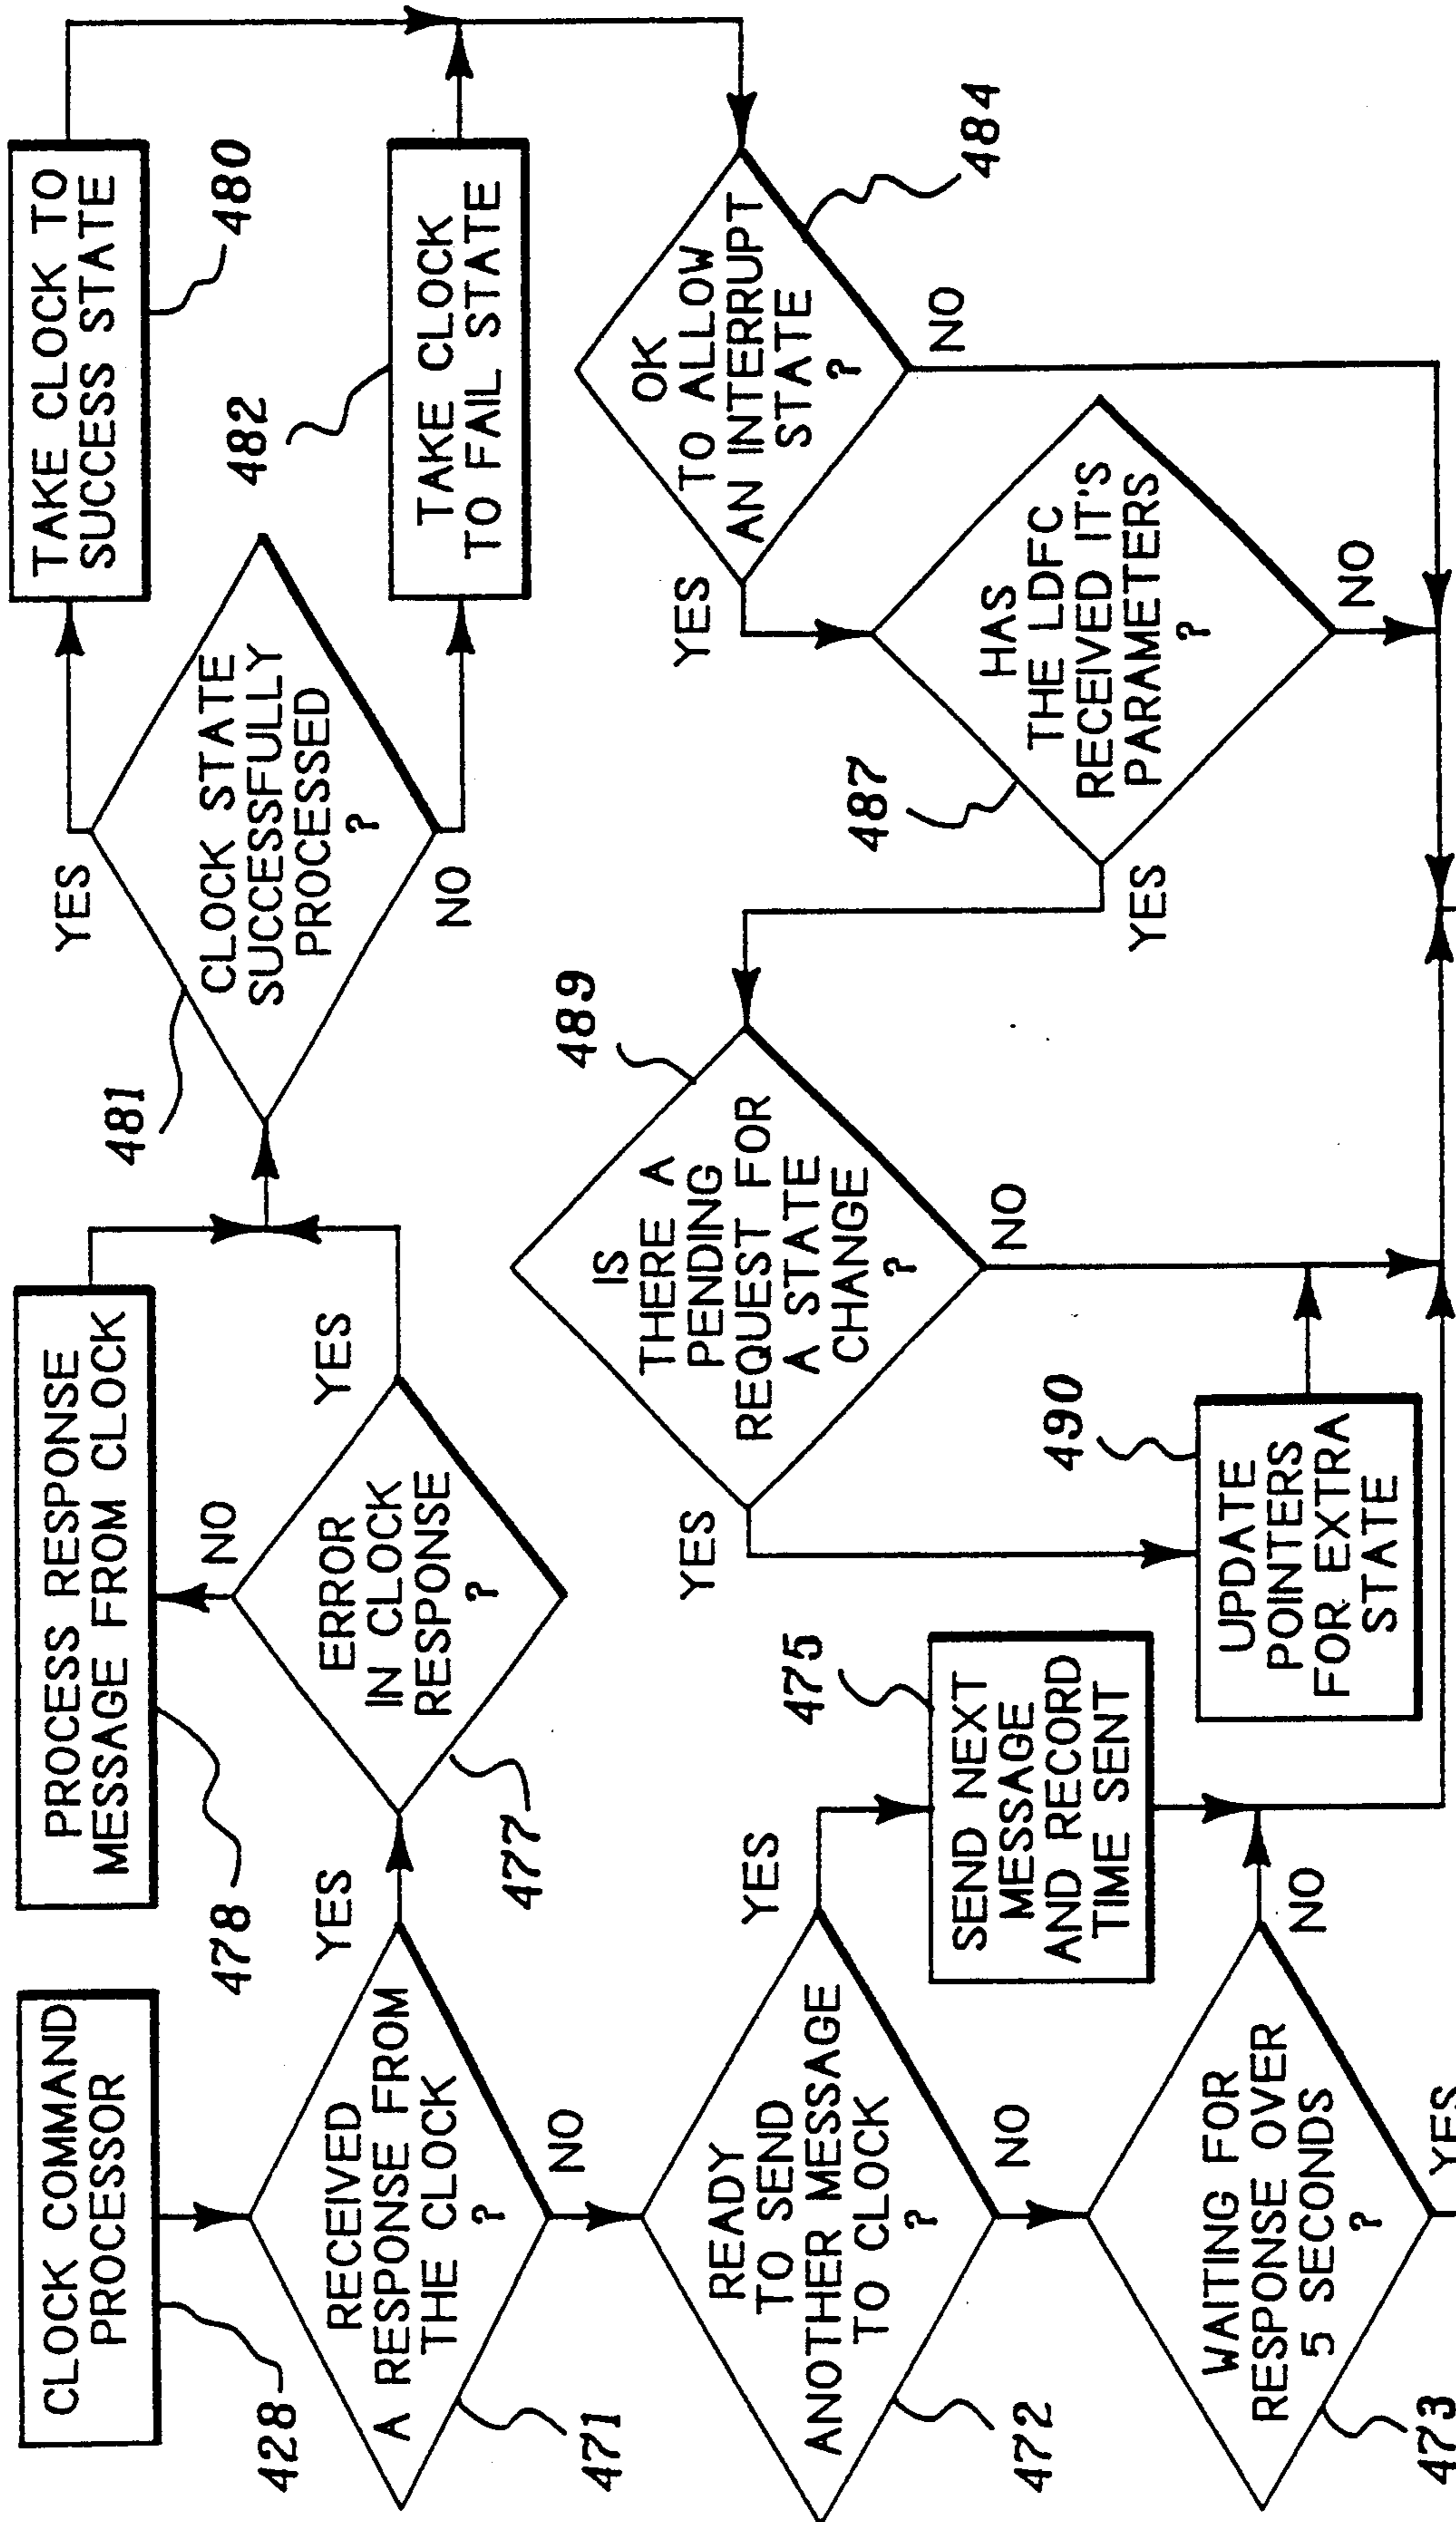 CLOCK COMMAND
PROCESSOR
428
RECEIVED
A RESPONSE FROM
THE CLOCK
?
471
YES
NO
PROCESS RESPONSE
MESSAGE FROM CLOCK
478
NO
ERROR
IN CLOCK
RESPONSE
?
477
YES
481
CLOCK STATE
SUCCESSFULLY
PROCESSED
?
YES
NO
TAKE CLOCK TO
SUCCESS STATE
480
482
TAKE CLOCK
TO FAIL STATE
READY
TO SEND
ANOTHER MESSAGE
TO CLOCK
?
472
YES
NO
475
SEND NEXT
MESSAGE
AND RECORD
TIME SENT
WAITING FOR
RESPONSE OVER
5 SECONDS
?
473
NO
YES
OK
TO ALLOW
AN INTERRUPT
STATE
?
484
YES
NO
487
HAS
THE LDFC
RECEIVED IT'S
PARAMETERS
?
YES
NO
489
IS
THERE A
PENDING
REQUEST FOR
A STATE
CHANGE
?
YES
NO
490
UPDATE
POINTERS
FOR EXTRA
STATE